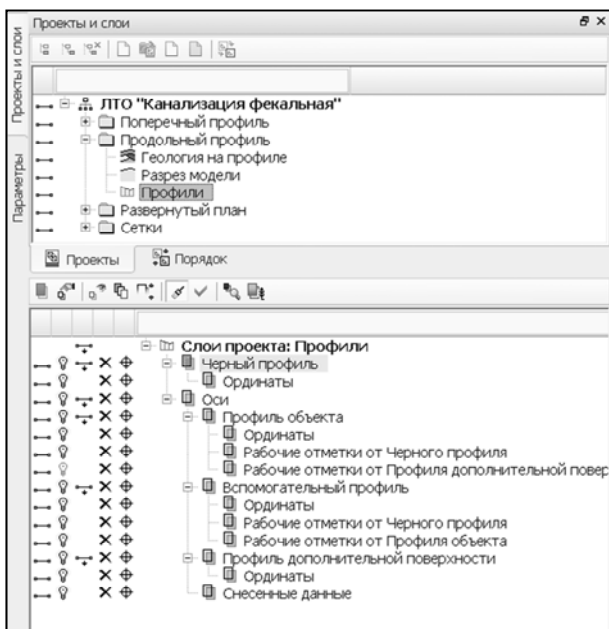 Проекты и слои
Проекты и слои
Параметры
ЛТО "Канализация фекальная"
Поперечный профиль
Продольный профиль
Геология на профиле
Разрез модели
Профили
Развернутый план
Сетки
Проекты
Порядок
Слои проекта: Профили
Черный профиль
Ординаты
Оси
Профиль объекта
Ординаты
Рабочие отметки от Черного профиля
Рабочие отметки от Профиля дополнительной повер
Вспомогательный профиль
Ординаты
Рабочие отметки от Черного профиля
Рабочие отметки от Профиля объекта
Профиль дополнительной поверхности
Ординаты
Снесенные данные